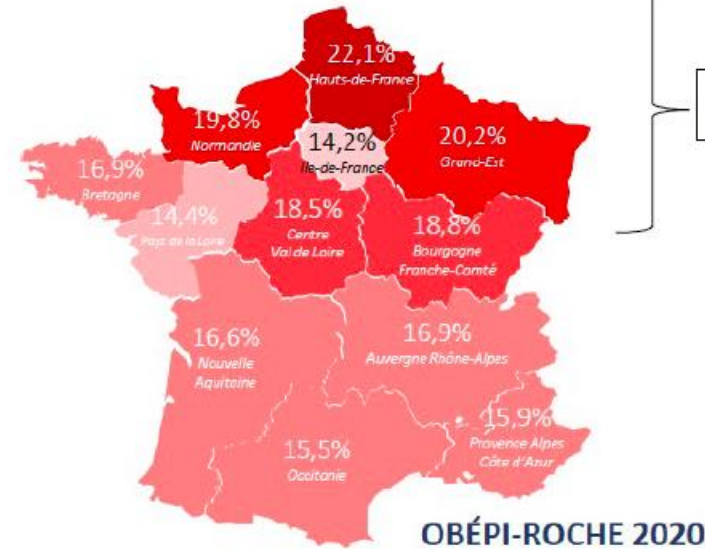 22,1%
Hauts-de-France
19,8%
Normandie
14,2%
Ile-de-France
20,2%
Grand-Est
16,9%
Bretagne
14,4%
Pays de la Loire
18,5%
Centre
Val de Loire
18,8%
Bourgogne
Franche-Comté
16,6%
Nouvelle
Aquitaine
16,9%
Auvergne Rhône-Alpes
15,5%
Occitanie
15,9%
Provence Alpes
Côte d'Azur
OBÉPI-ROCHE 2020